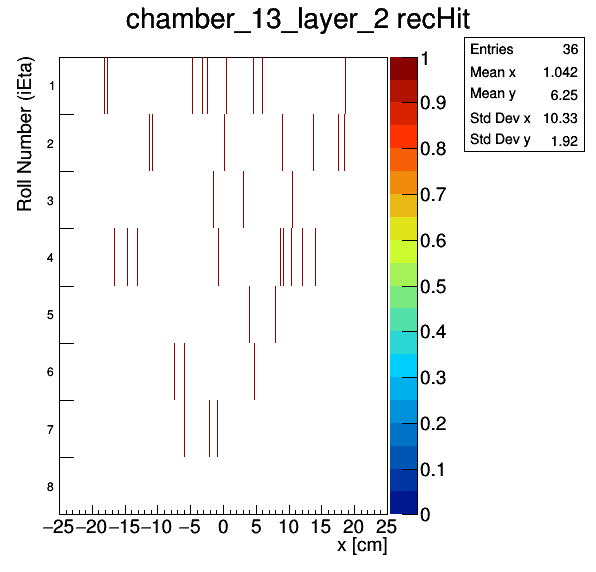 chamber_13_layer_2 recHit
Entries 36
Mean x 1.042
Mean y 6.25
Std Dev x 10.33
Std Dev y 1.92
Roll Number (iEta)
1
2
3
4
5
6
7
8
1
0.9
0.8
0.7
0.6
0.5
0.4
0.3
0.2
0.1
0
−25 −20 −15 −10 −5 0 5 10 15 20 25
x [cm]